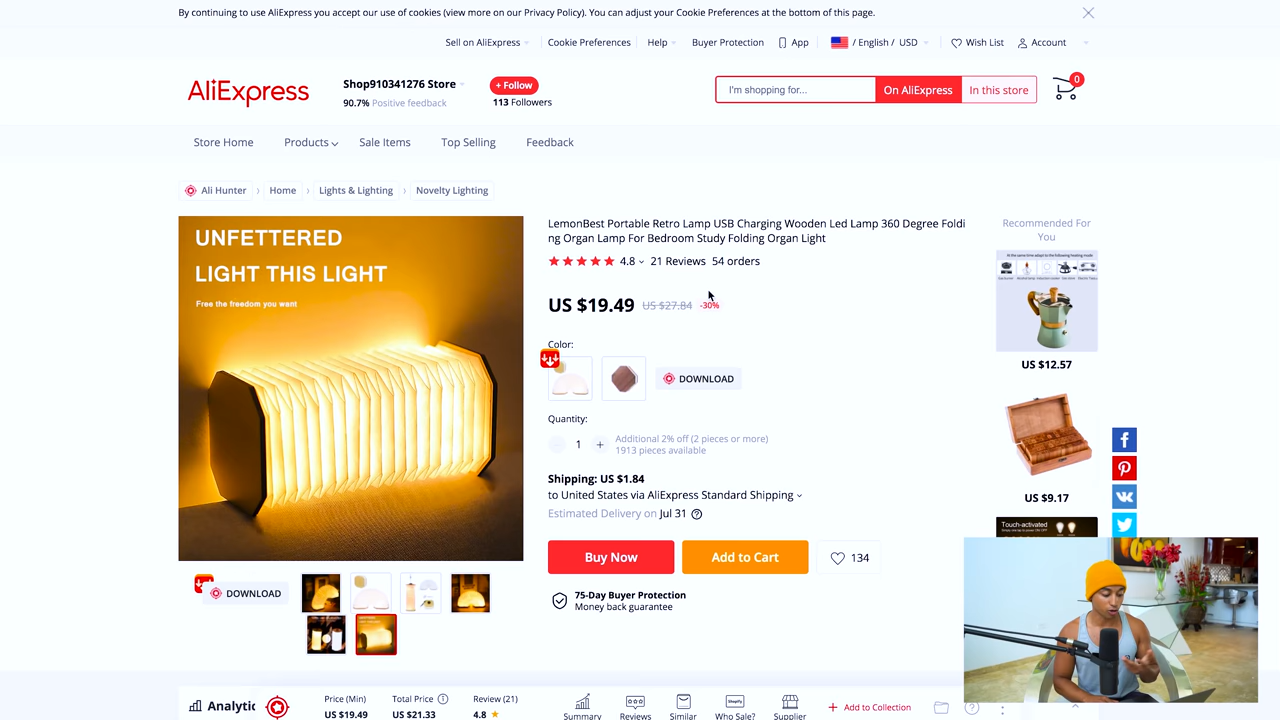 By continuing to use AliExpress you accept our use of cookies (view more on our Privacy Policy). You can adjust your Cookie Preferences at the bottom of this page.
Sell on AliExpress
Cookie Preferences
Help
Buyer Protection
App
/ English / USD
Wish List
Account
AliExpress
Shop910341276 Store
90.7% Positive feedback
+ Follow
113 Followers
I'm shopping for...
On AliExpress
In this store
0
Store Home
Products
Sale Items
Top Selling
Feedback
Ali Hunter
Home
Lights & Lighting
Novelty Lighting
UNFETTERED
LIGHT THIS LIGHT
Free the freedom you want
LemonBest Portable Retro Lamp USB Charging Wooden Led Lamp 360 Degree Foldi
ng Organ Lamp For Bedroom Study Folding Organ Light
4.8
21 Reviews
54 orders
US $19.49
US $27.84
-30%
Color:
DOWNLOAD
Quantity:
1
Additional 2% off (2 pieces or more)
1913 pieces available
Shipping: US $1.84
to United States via AliExpress Standard Shipping
Estimated Delivery on Jul 31
Buy Now
Add to Cart
134
75-Day Buyer Protection
Money back guarantee
DOWNLOAD
Recommended For
You
US $12.57
US $9.17
Touch-activated
Analytic
Price (Min)
US $19.49
Total Price
US $21.33
Review (21)
4.8
Summary
Reviews
Similar
Shopify
Who Sale?
Supplier
+ Add to Collection